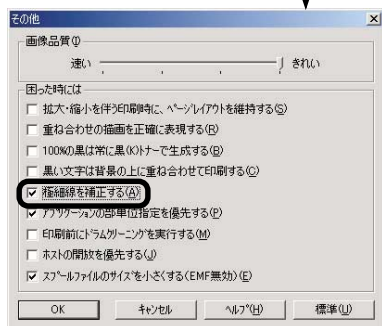 その他
画像品質(I)
速い
きれい
困った時には
拡大・縮小を伴う印刷時に、ページレイアウトを維持する(S)
重ね合わせの描画を正確に表現する(R)
100%の黒は常に黒(K)トナーで生成する(B)
黒い文字は背景の上に重ね合わせて印刷する(C)
極細線を補正する(A)
アプリケーションの部単位指定を優先する(P)
印刷前にドラムクリーニングを実行する(M)
ホストの開放を優先する(J)
スプールファイルのサイズを小さくする(EMF無効)(E)
OK
キャンセル
ヘルプ(H)
標準(U)